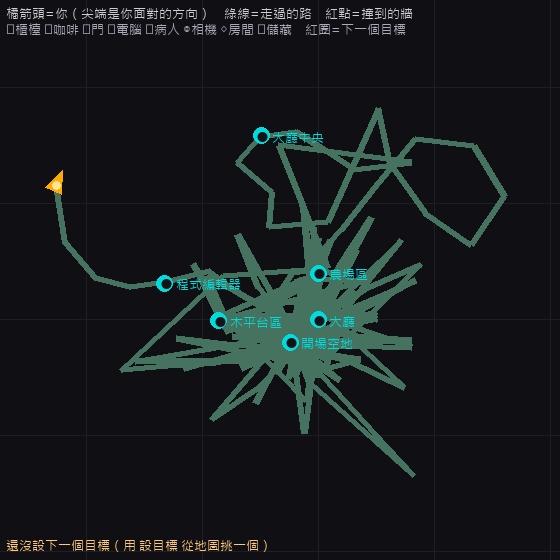 橘箭頭=你（尖端是你面對的方向） 綠線=走過的路 紅點=撞到的牆
□櫃檯 □咖啡 □門 □電腦 □病人 ⊙相機 ◇房間 □儲藏 紅圈=下一個目標
大廳中央
農場區
程式編輯器
木平台區
大廳
開場空地
還沒設下一個目標（用 設目標 從地圖挑一個）